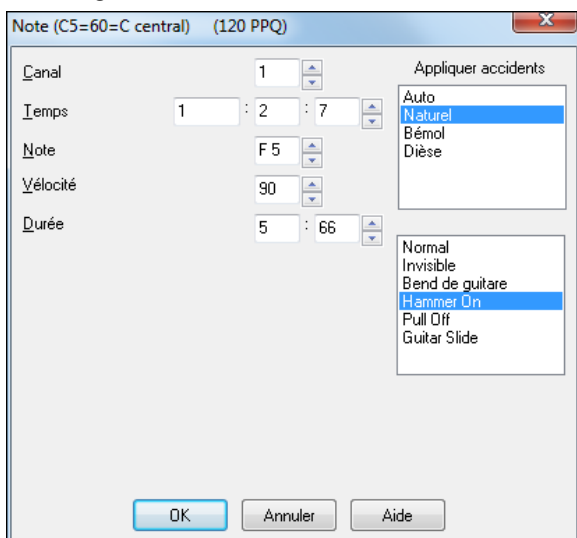 Note (C5=60=C central) (120 PPQ)
Canal 1
Appliquer accidents
Temps 1 : 2 : 7
Note F 5
Vélocité 90
Durée 5 : 66
Auto
Naturel
Bémol
Dièse
Normal
Invisible
Bend de guitare
Hammer On
Pull Off
Guitar Slide
OK Annuler Aide